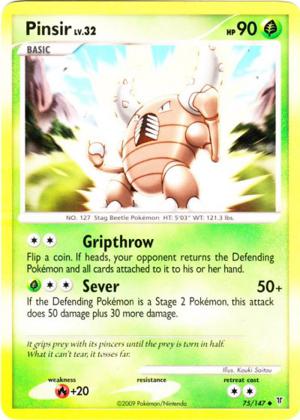 Pinsir LV.32 HP 90
BASIC
NO. 127 Stag Beetle Pokémon HT: 5'03" WT: 121.3 lbs.
Gripthrow
Flip a coin. If heads, your opponent returns the Defending
Pokémon and all cards attached to it to his or her hand.
Sever 50+
If the Defending Pokémon is a Stage 2 Pokémon, this attack
does 50 damage plus 30 more damage.
It grips prey with its pincers until the prey is torn in half.
What it can't tear, it tosses far.
Illus. Kouki Saitou
weakness resistance retreat cost
+20
75/147
©2009 Pokémon/Nintendo